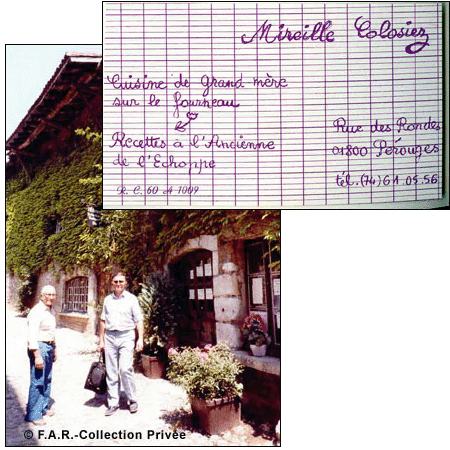 Mireille Colosiez
Cuisine de grand-mère
sur le fourneau
Recettes à l'Ancienne
de l'Echoppe
R.C. 60 A 1009
Rue des Rondes
01800 Pérouges
tél. (74) 61.05.56
© F.A.R.-Collection Privée